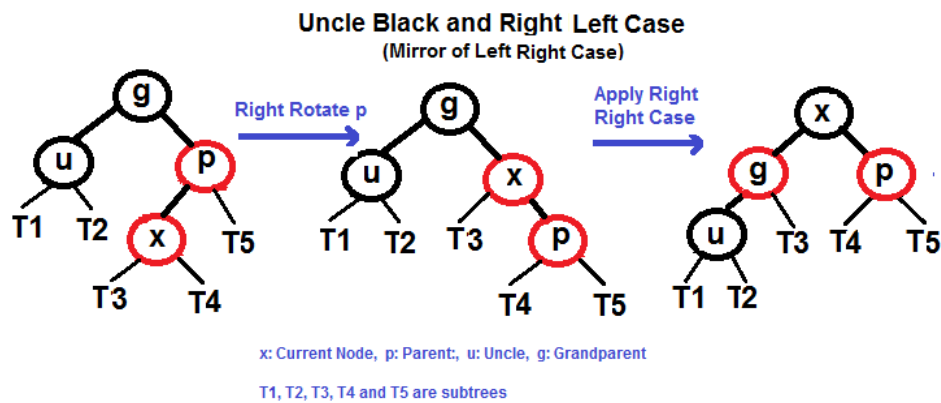 Uncle Black and Right Left Case
(Mirror of Left Right Case)
g
u
p
T1
T2
x
T5
T3
T4
Right Rotate p
g
u
x
T1
T2
T3
p
T4
T5
Apply Right
Right Case
x
g
p
u
T3
T4
T5
T1
T2
x: Current Node, p: Parent:, u: Uncle, g: Grandparent
T1, T2, T3, T4 and T5 are subtrees